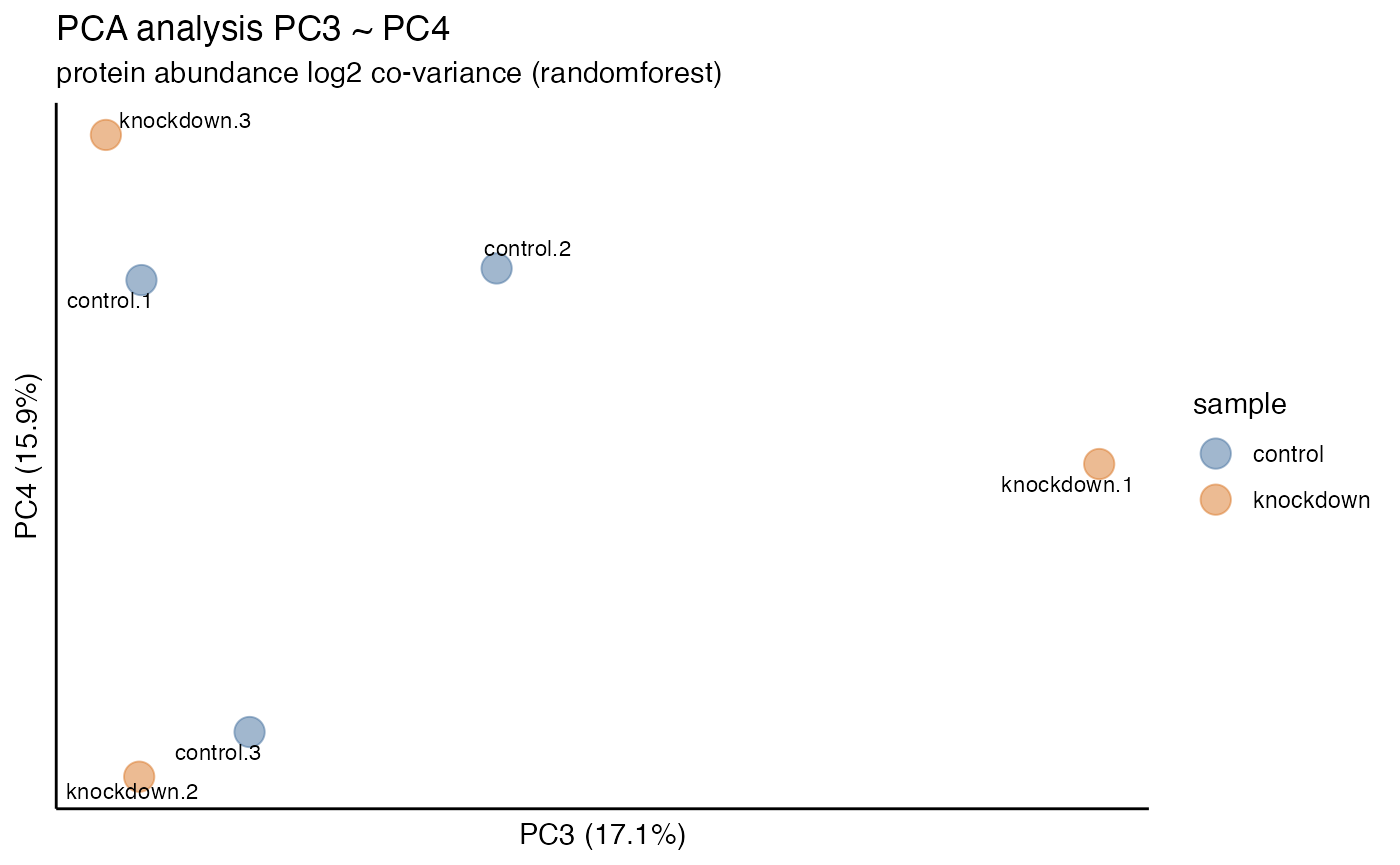 PCA analysis PC3 ~ PC4
protein abundance log2 co-variance (randomforest)
knockdown.3
control.2
control.1
knockdown.1
control.3
knockdown.2
PC4 (15.9%)
PC3 (17.1%)
sample
control
knockdown